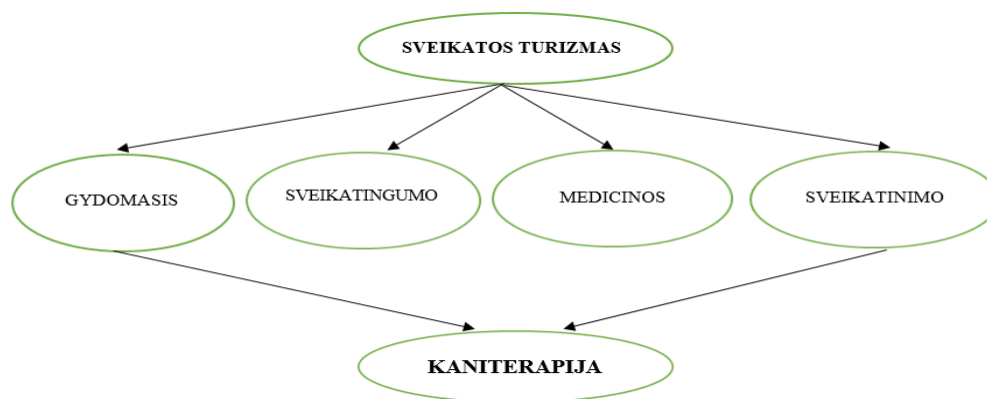 SVEIKATOS TURIZMAS
GYDOMASIS
SVEIKATINGUMO
MEDICINOS
SVEIKATINIMO
KANITERAPIJA